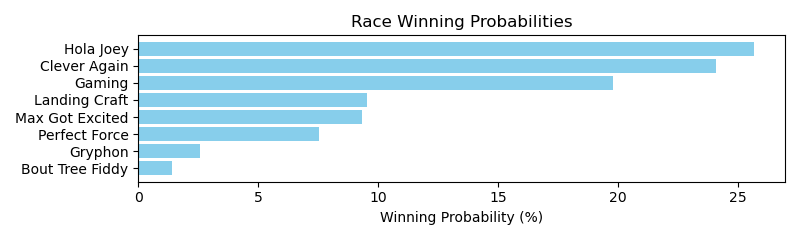 Race Winning Probabilities
Hola Joey
Clever Again
Gaming
Landing Craft
Max Got Excited
Perfect Force
Gryphon
Bout Tree Fiddy
0 5 10 15 20 25
Winning Probability (%)